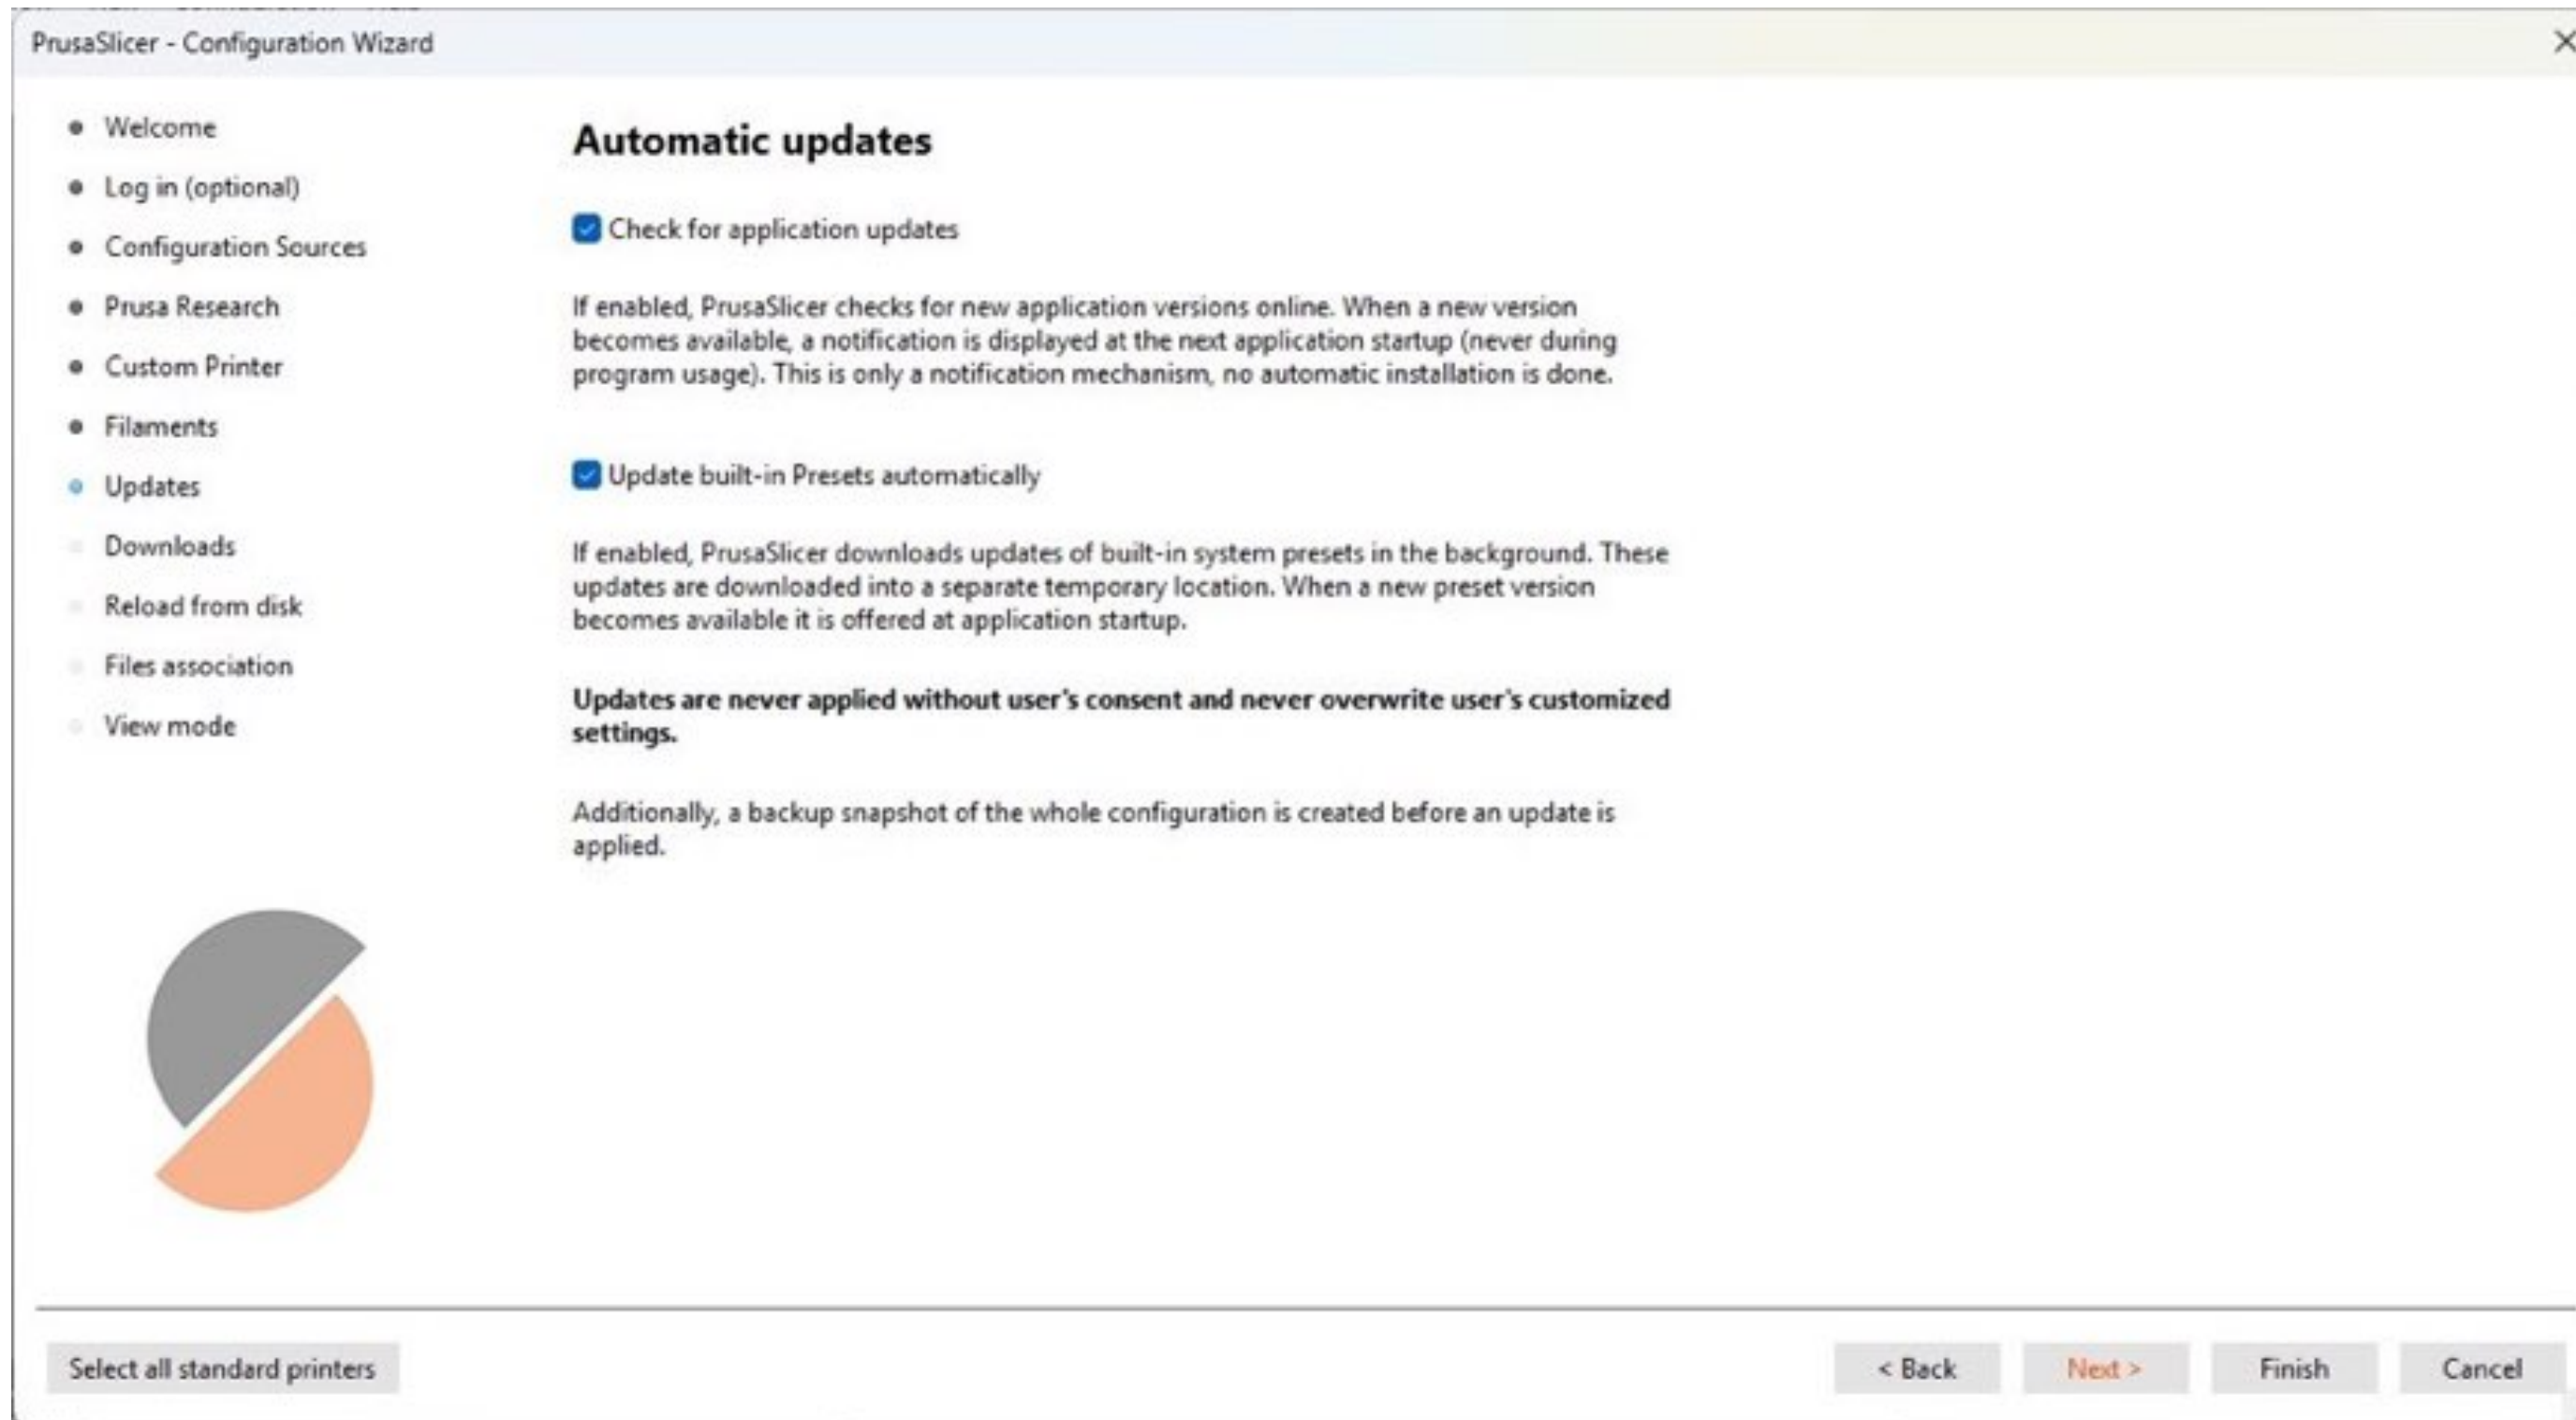 PrusaSlicer - Configuration Wizard
Welcome
Log in (optional)
Configuration Sources
Prusa Research
Custom Printer
Filaments
Updates
Downloads
Reload from disk
Files association
View mode
Automatic updates
Check for application updates
If enabled, PrusaSlicer checks for new application versions online. When a new version
becomes available, a notification is displayed at the next application startup (never during
program usage). This is only a notification mechanism, no automatic installation is done.
Update built-in Presets automatically
If enabled, PrusaSlicer downloads updates of built-in system presets in the background. These
updates are downloaded into a separate temporary location. When a new preset version
becomes available it is offered at application startup.
Updates are never applied without user's consent and never overwrite user's customized
settings.
Additionally, a backup snapshot of the whole configuration is created before an update is
applied.
Select all standard printers
< Back
Next >
Finish
Cancel